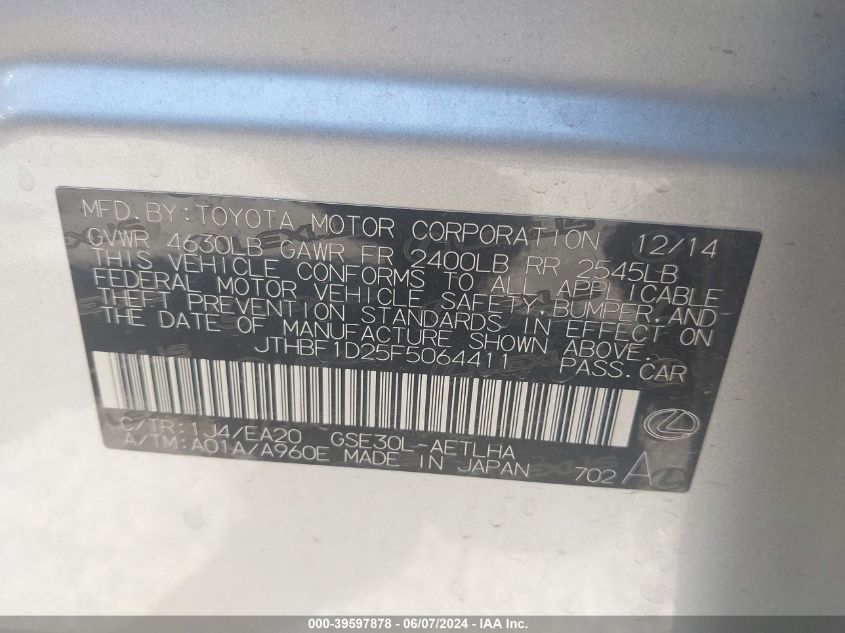 MFD. BY: TOYOTA MOTOR CORPORATION 12/14
GVWR 4630LB GAWR FR 2400LB RR 2545LB
THIS VEHICLE CONFORMS TO ALL APPLICABLE
FEDERAL MOTOR VEHICLE SAFETY, BUMPER, AND
THEFT PREVENTION STANDARDS IN EFFECT ON
THE DATE OF MANUFACTURE SHOWN ABOVE.
JTHBF1D25F5064411 PASS. CAR
C/TR: 1J4/EA20 GSE30L-AETLHA
A/TM: A01A/A960E MADE IN JAPAN 702 A
000-39597878 - 06/07/2024 - IAA Inc.